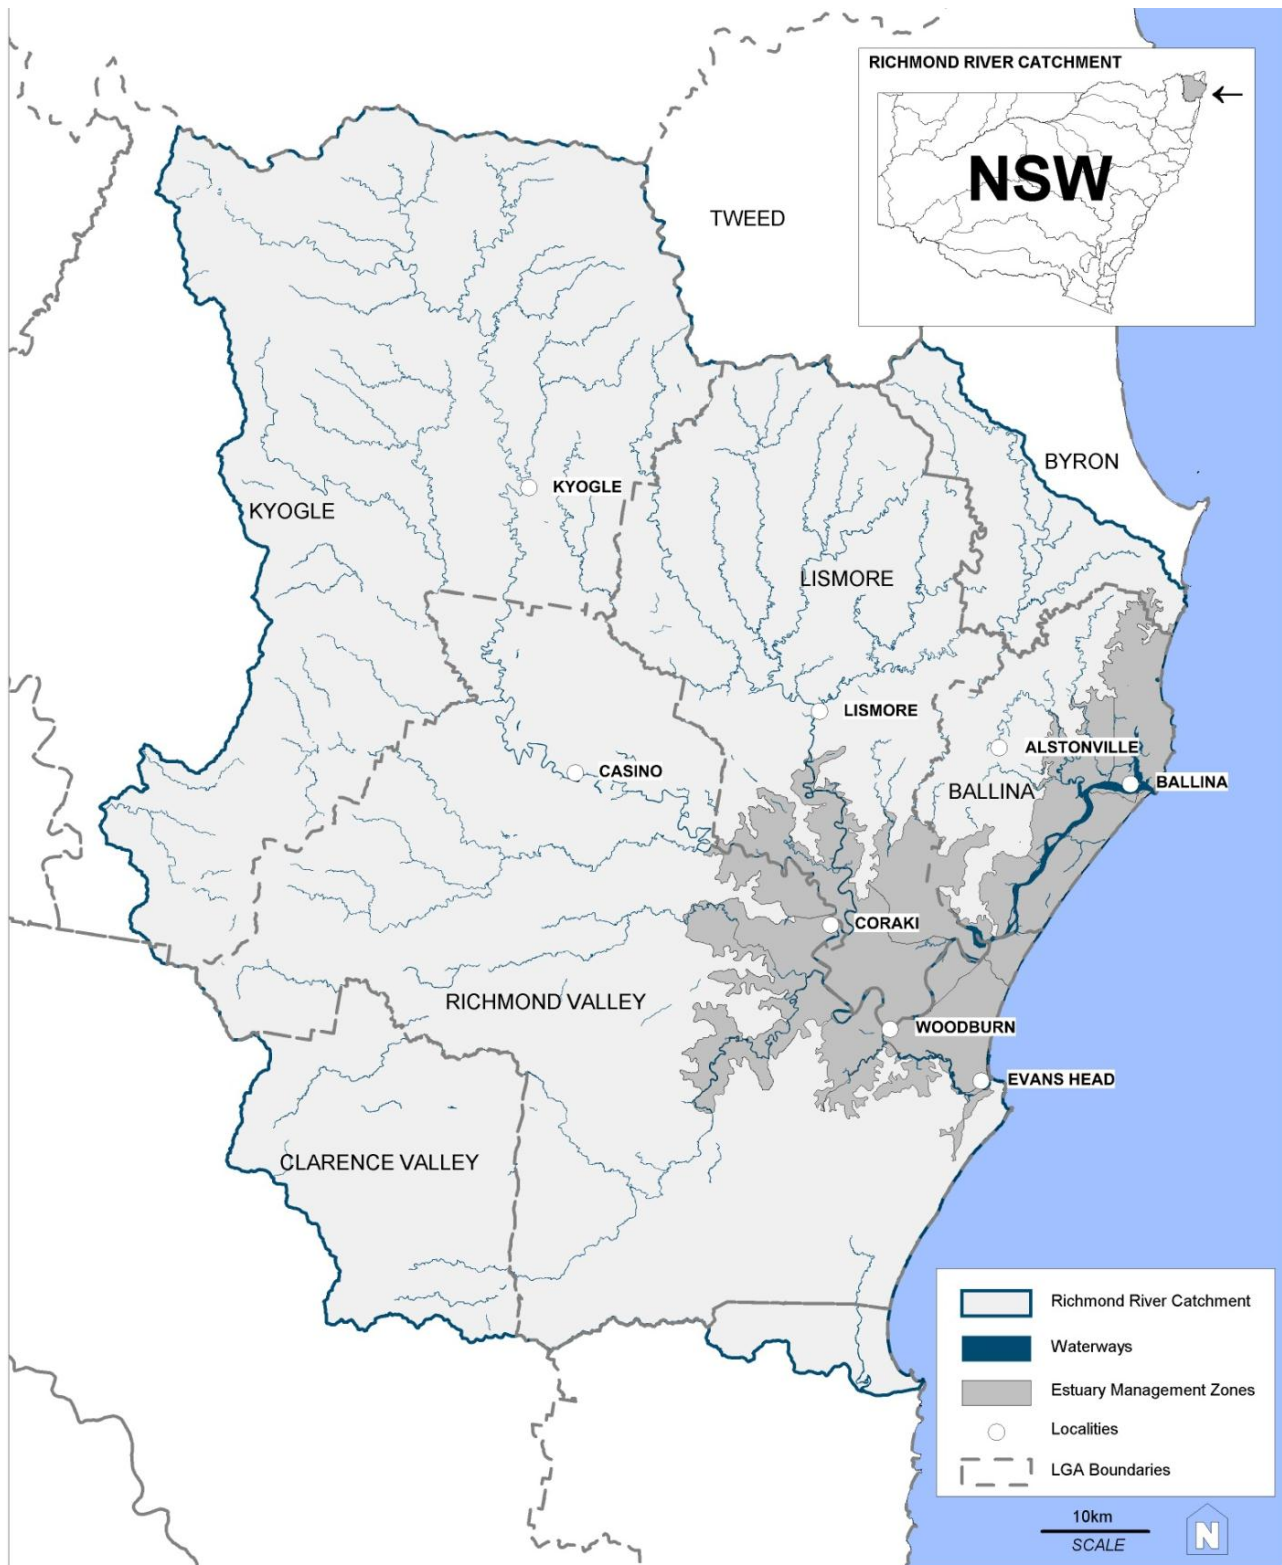 RICHMOND RIVER CATCHMENT
NSW
TWEED
BYRON
KYOGLE
KYOGLE
LISMORE
LISMORE
CASINO
ALSTONVILLE
BALLINA
BALLINA
CORAKI
RICHMOND VALLEY
WOODBURN
EVANS HEAD
CLARENCE VALLEY
Richmond River Catchment
Waterways
Estuary Management Zones
Localities
LGA Boundaries
10km
SCALE
N